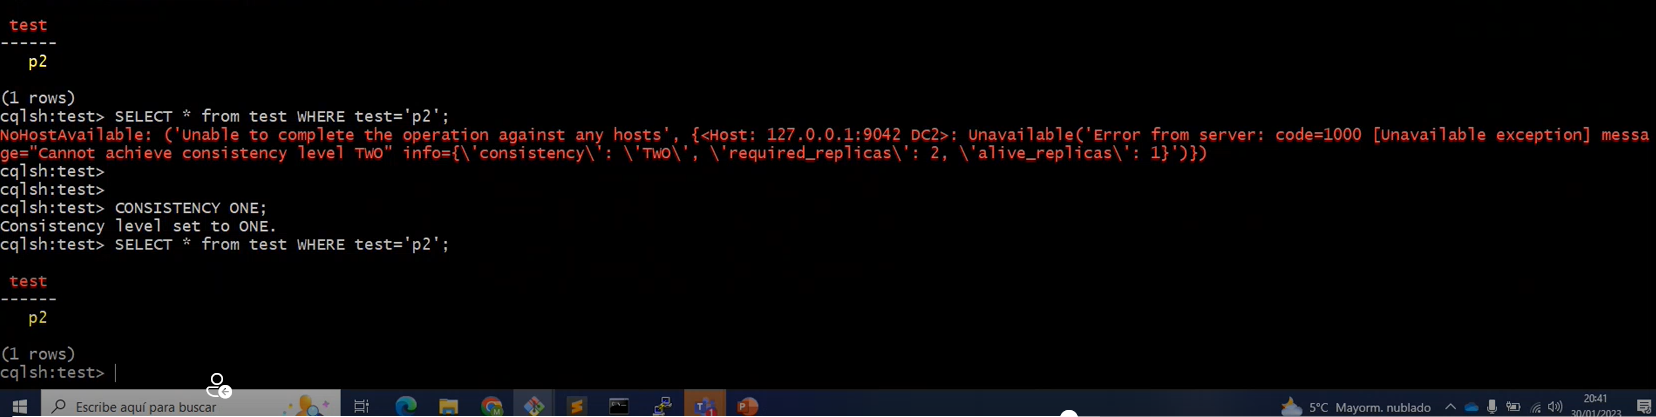 test
------
p2
(1 rows)
cqlsh:test> SELECT * from test WHERE test='p2';
NoHostAvailable: ('Unable to complete the operation against any hosts', {<Host: 127.0.0.1:9042 DC2>: Unavailable('Error from server: code=1000 [Unavailable exception] messa
ge="Cannot achieve consistency level TWO" info={\'consistency\': \'TWO\', \'required_replicas\': 2, \'alive_replicas\': 1}')})
cqlsh:test>
cqlsh:test>
cqlsh:test> CONSISTENCY ONE;
Consistency level set to ONE.
cqlsh:test> SELECT * from test WHERE test='p2';
test
------
p2
(1 rows)
cqlsh:test>
Escribe aquí para buscar
5°C Mayorm. nublado
20:41
30/01/2023